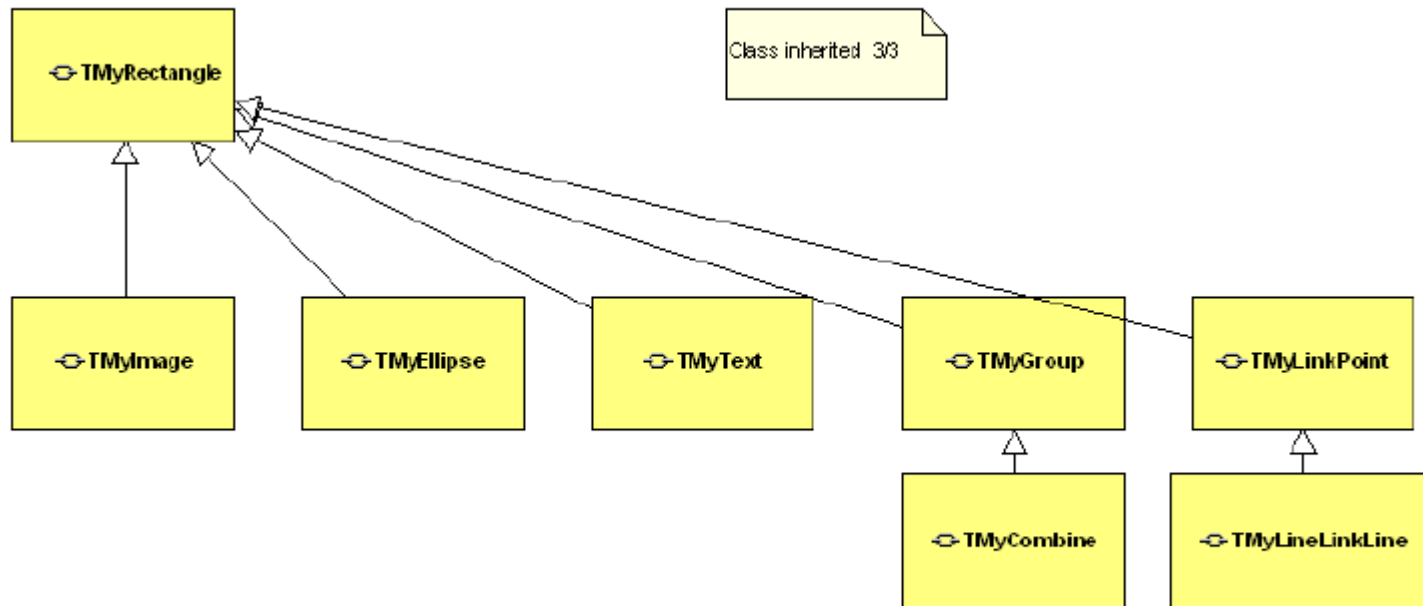 TMyRectangle
Class inherited 3/3
TMyImage
TMyEllipse
TMyText
TMyGroup
TMyLinkPoint
TMyCombine
TMyLineLinkLine